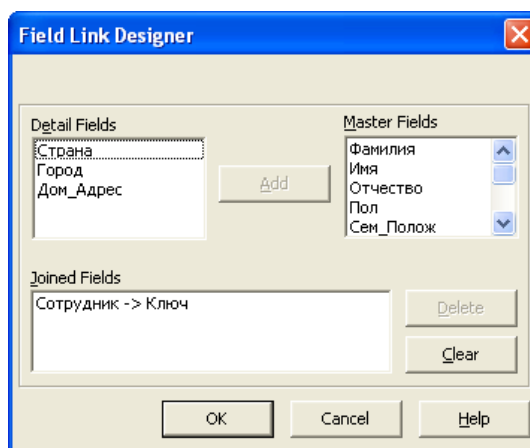 Field Link Designer
Detail Fields
Страна
Город
Дом_Адрес
Add
Master Fields
Фамилия
Имя
Отчество
Пол
Сем_Полож
Joined Fields
Сотрудник -> Ключ
Delete
Clear
OK
Cancel
Help